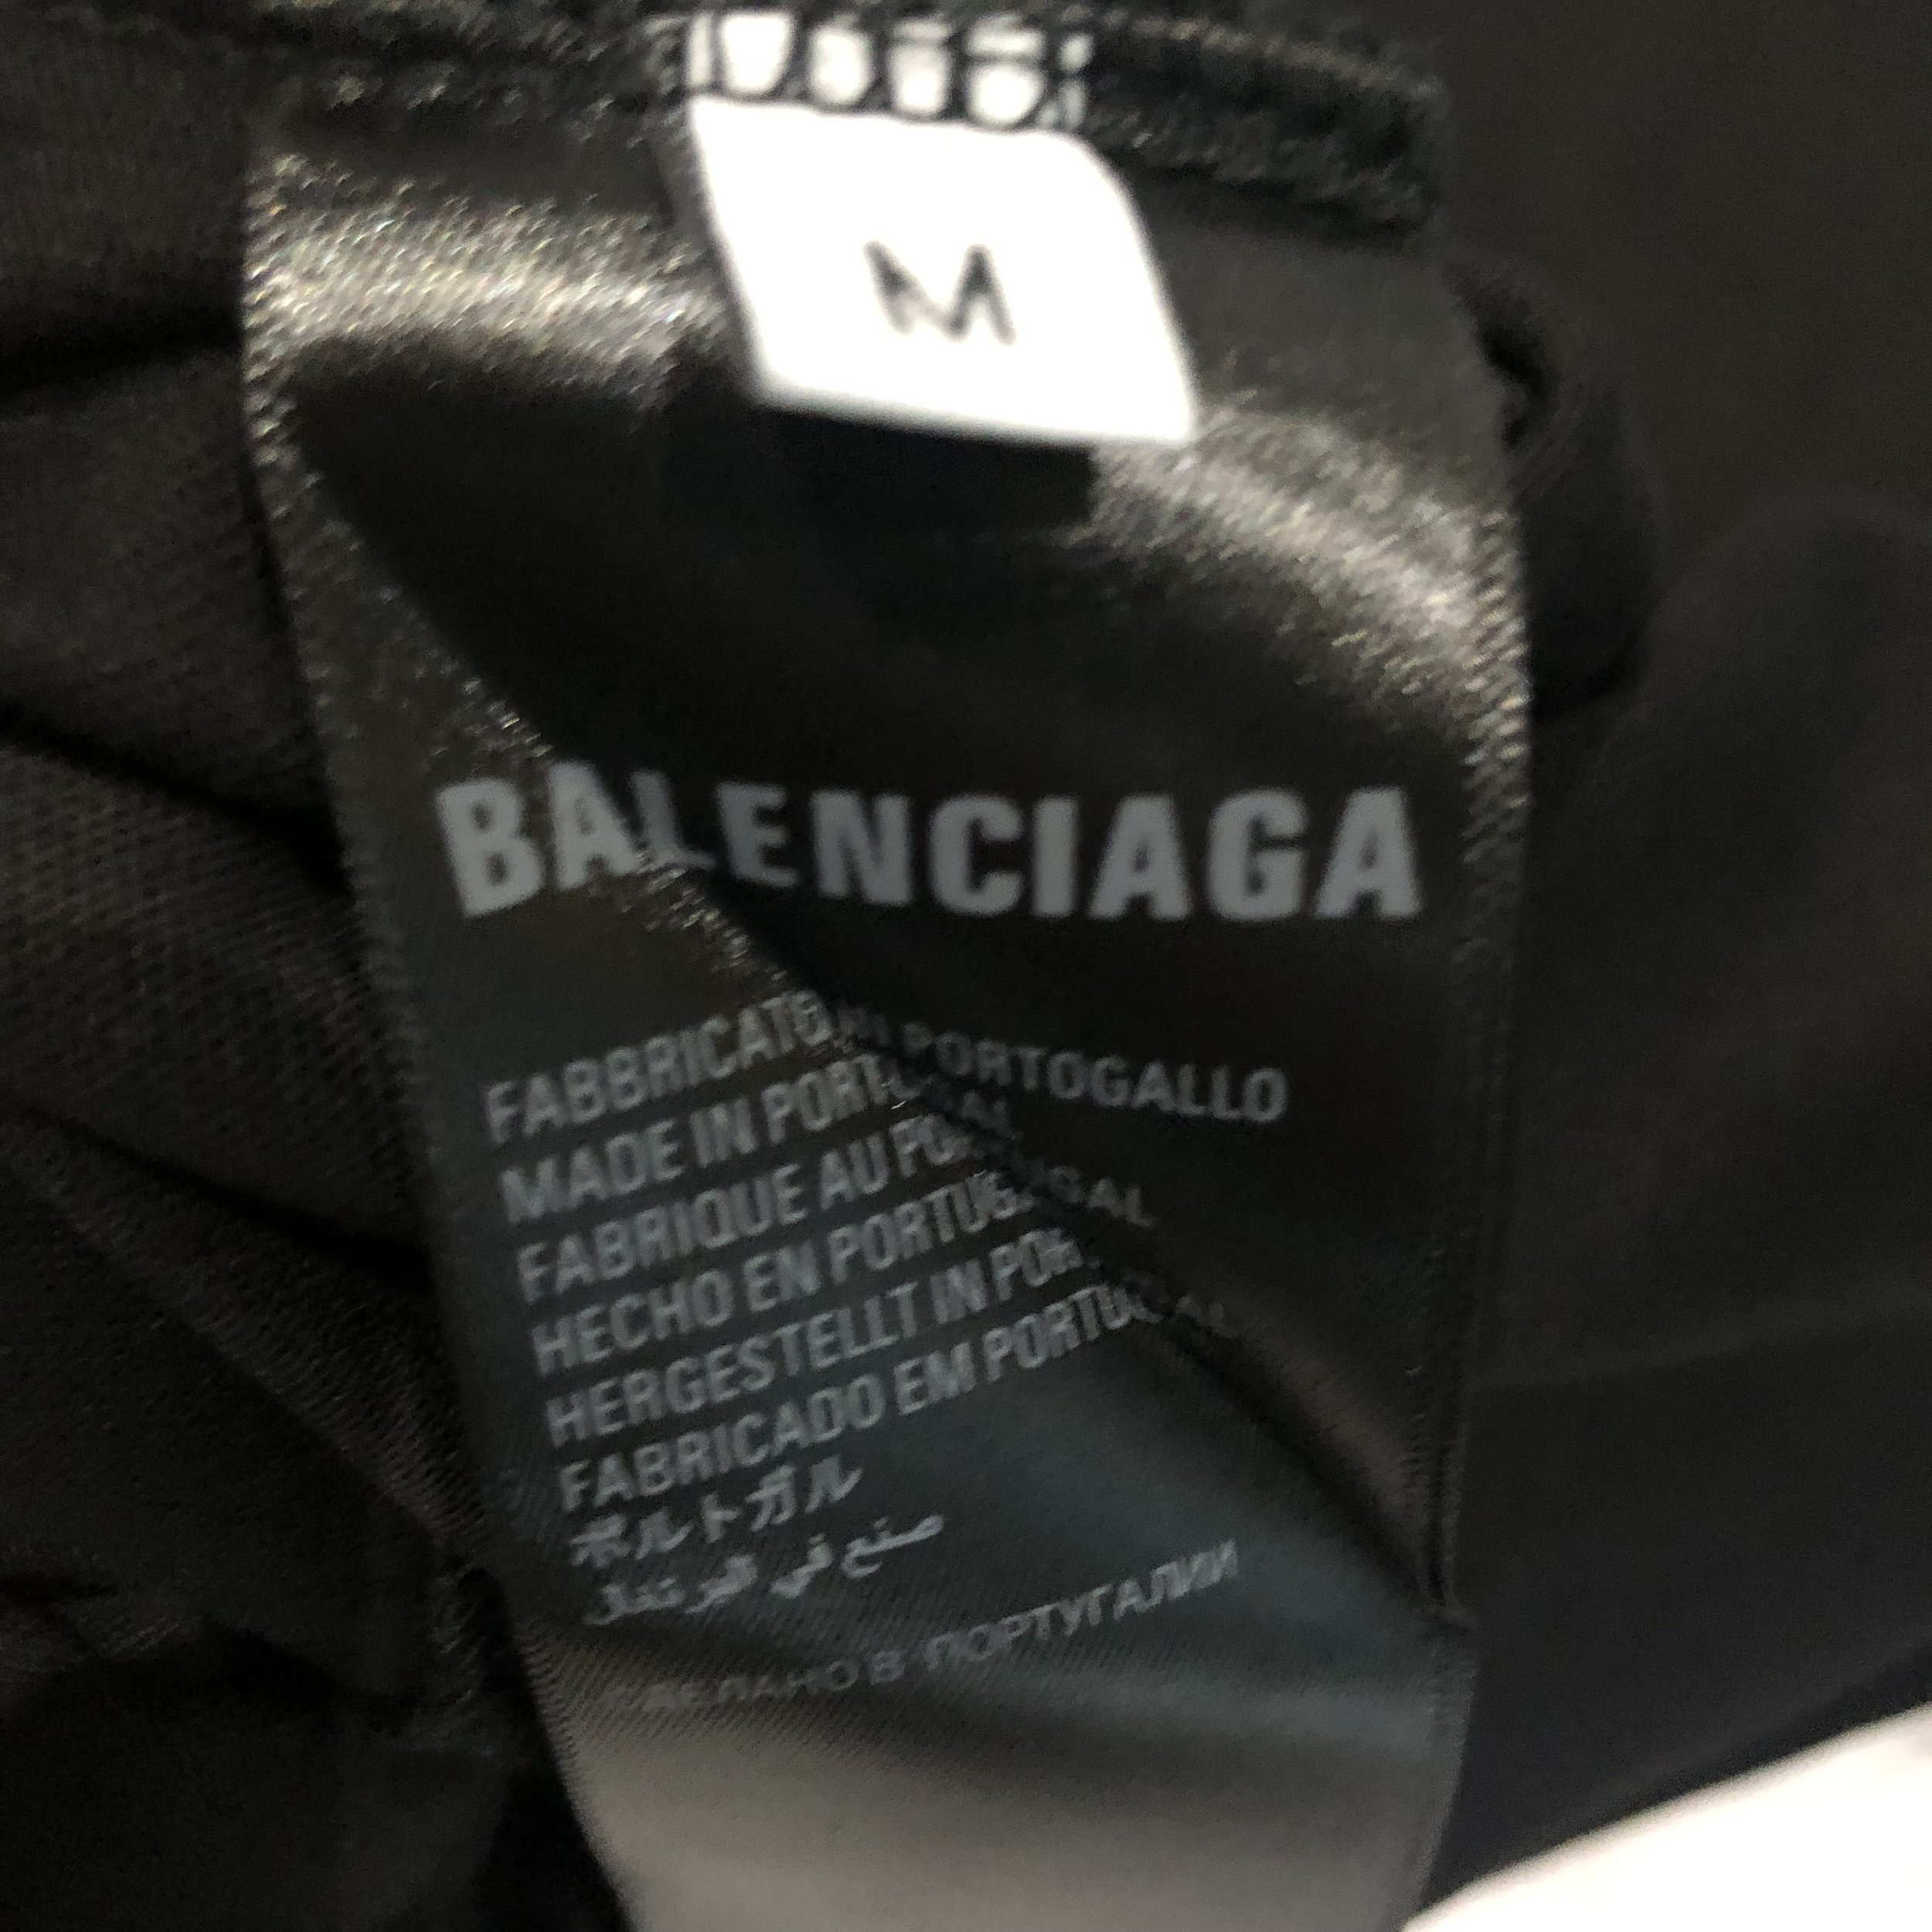 M
BALENCIAGA
FABBRICATO IN PORTOGALLO
MADE IN PORTUGAL
FABRIQUE AU PORTUGAL
HECHO EN PORTUGAL
HERGESTELLT IN PORTUGAL
FABRICADO EM PORTUGAL
ポルトガル
صنع في البرتغال
В ПОРТУГАЛИИ